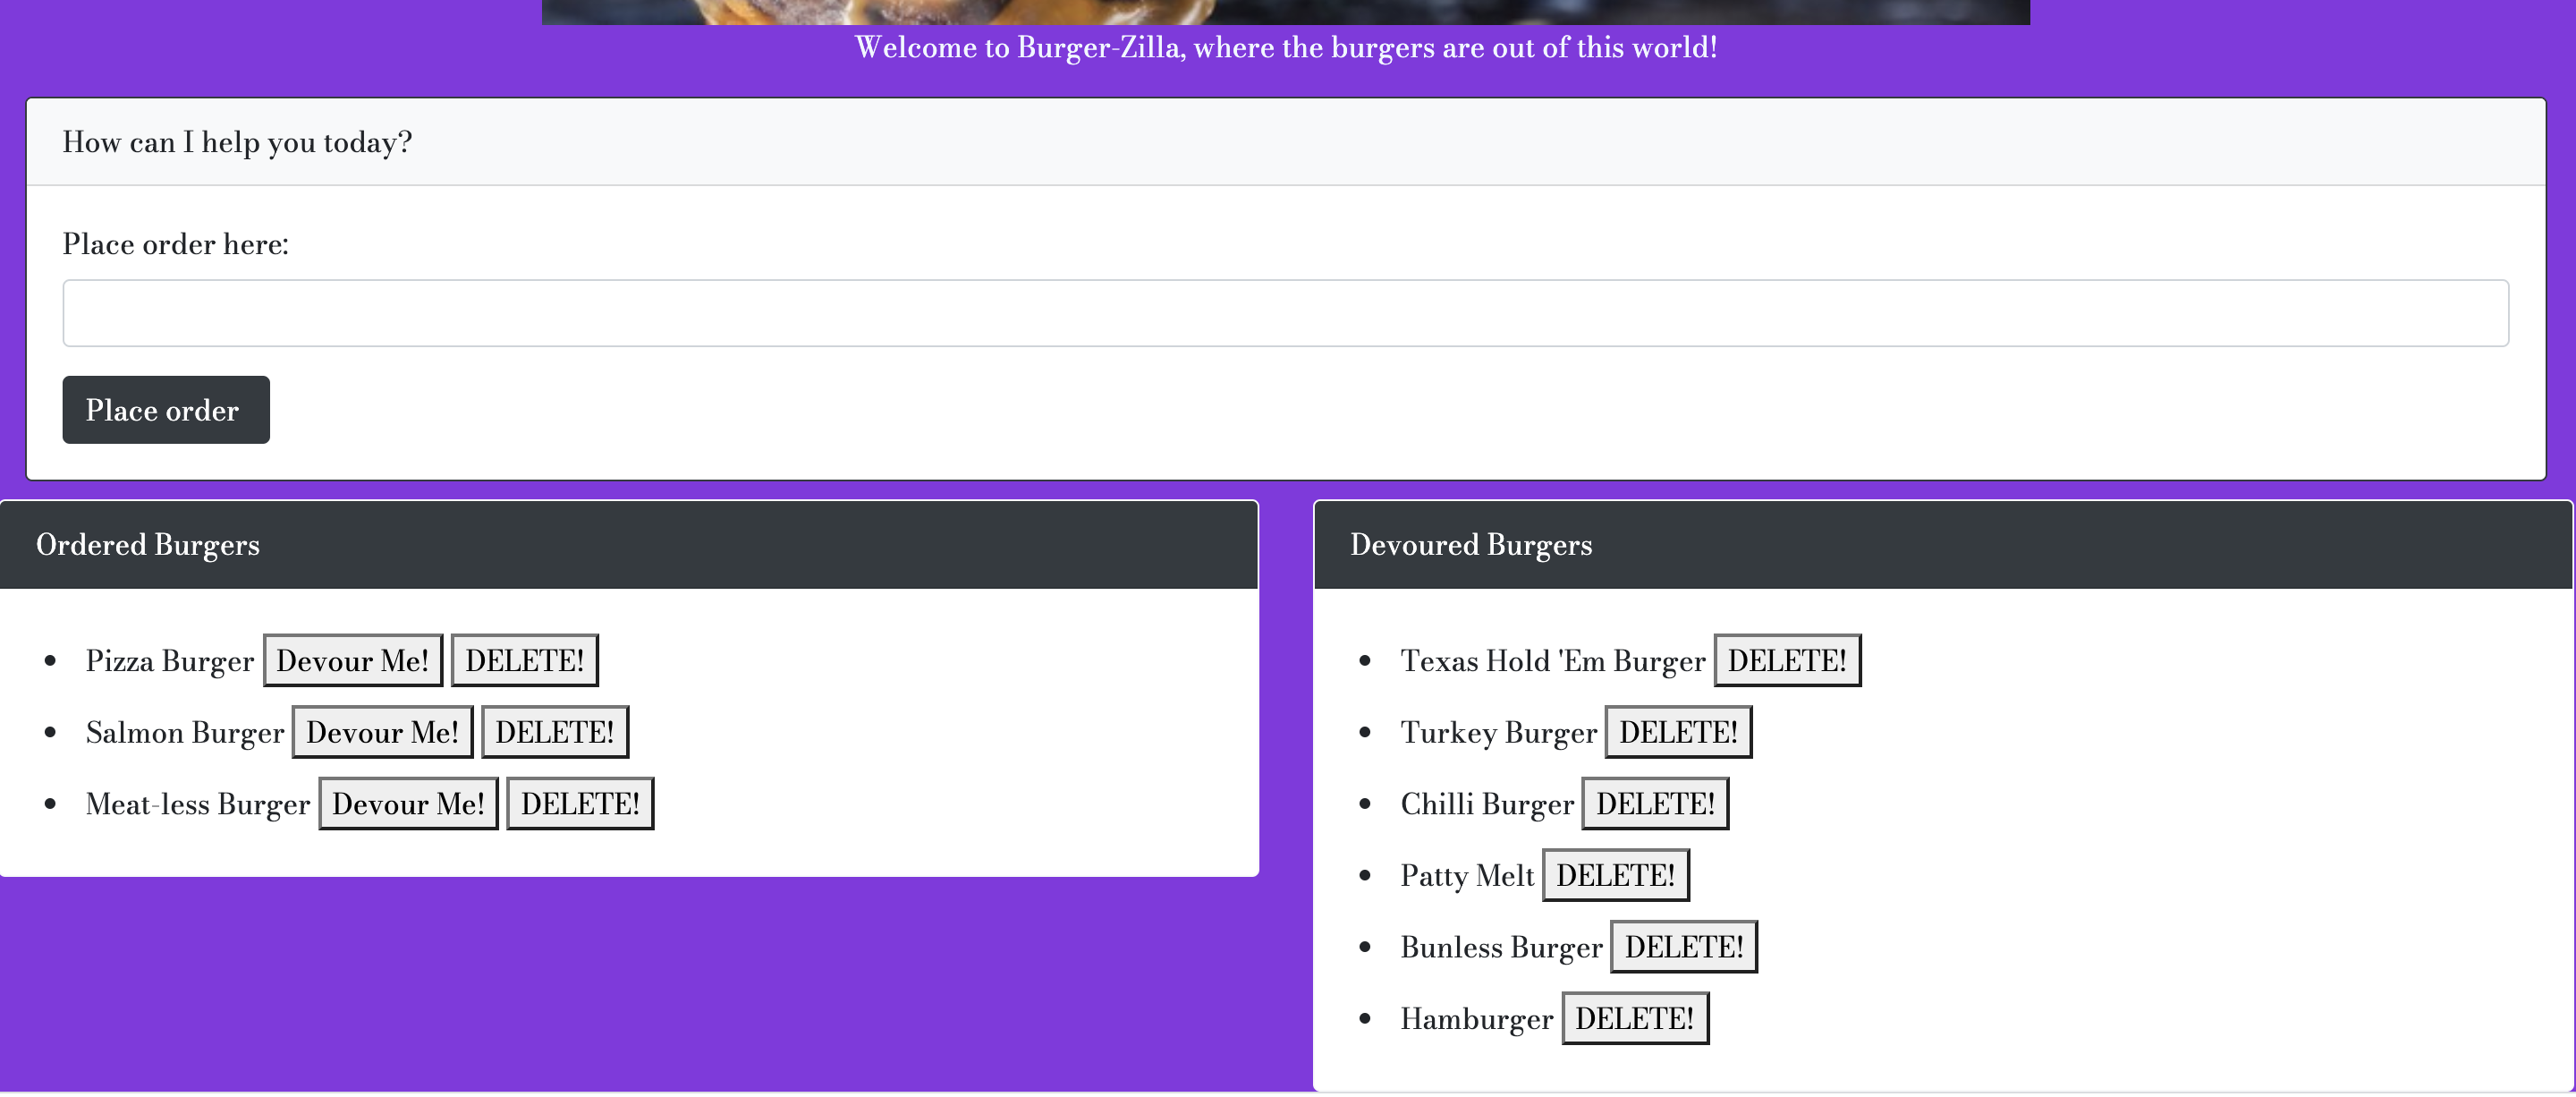 Welcome to Burger-Zilla, where the burgers are out of this world!
How can I help you today?
Place order here:
Place order
Ordered Burgers
Pizza Burger Devour Me! DELETE!
Salmon Burger Devour Me! DELETE!
Meat-less Burger Devour Me! DELETE!
Devoured Burgers
Texas Hold 'Em Burger DELETE!
Turkey Burger DELETE!
Chilli Burger DELETE!
Patty Melt DELETE!
Bunless Burger DELETE!
Hamburger DELETE!